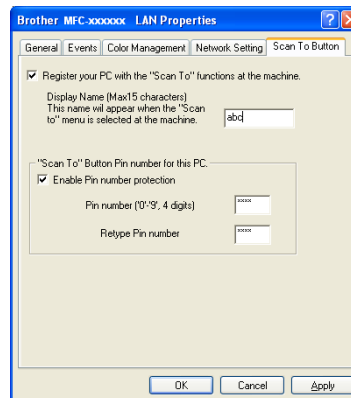 Brother MFC-xxxxxx LAN Properties
General Events Color Management Network Setting Scan To Button
Register your PC with the "Scan To" functions at the machine.
Display Name (Max15 characters)
This name will appear when the "Scan
to" menu is selected at the machine.
abc
"Scan To" Button Pin number for this PC.
Enable Pin number protection
Pin number ('0'-'9', 4 digits)
xxxx
Retype Pin number
xxxx
OK Cancel Apply